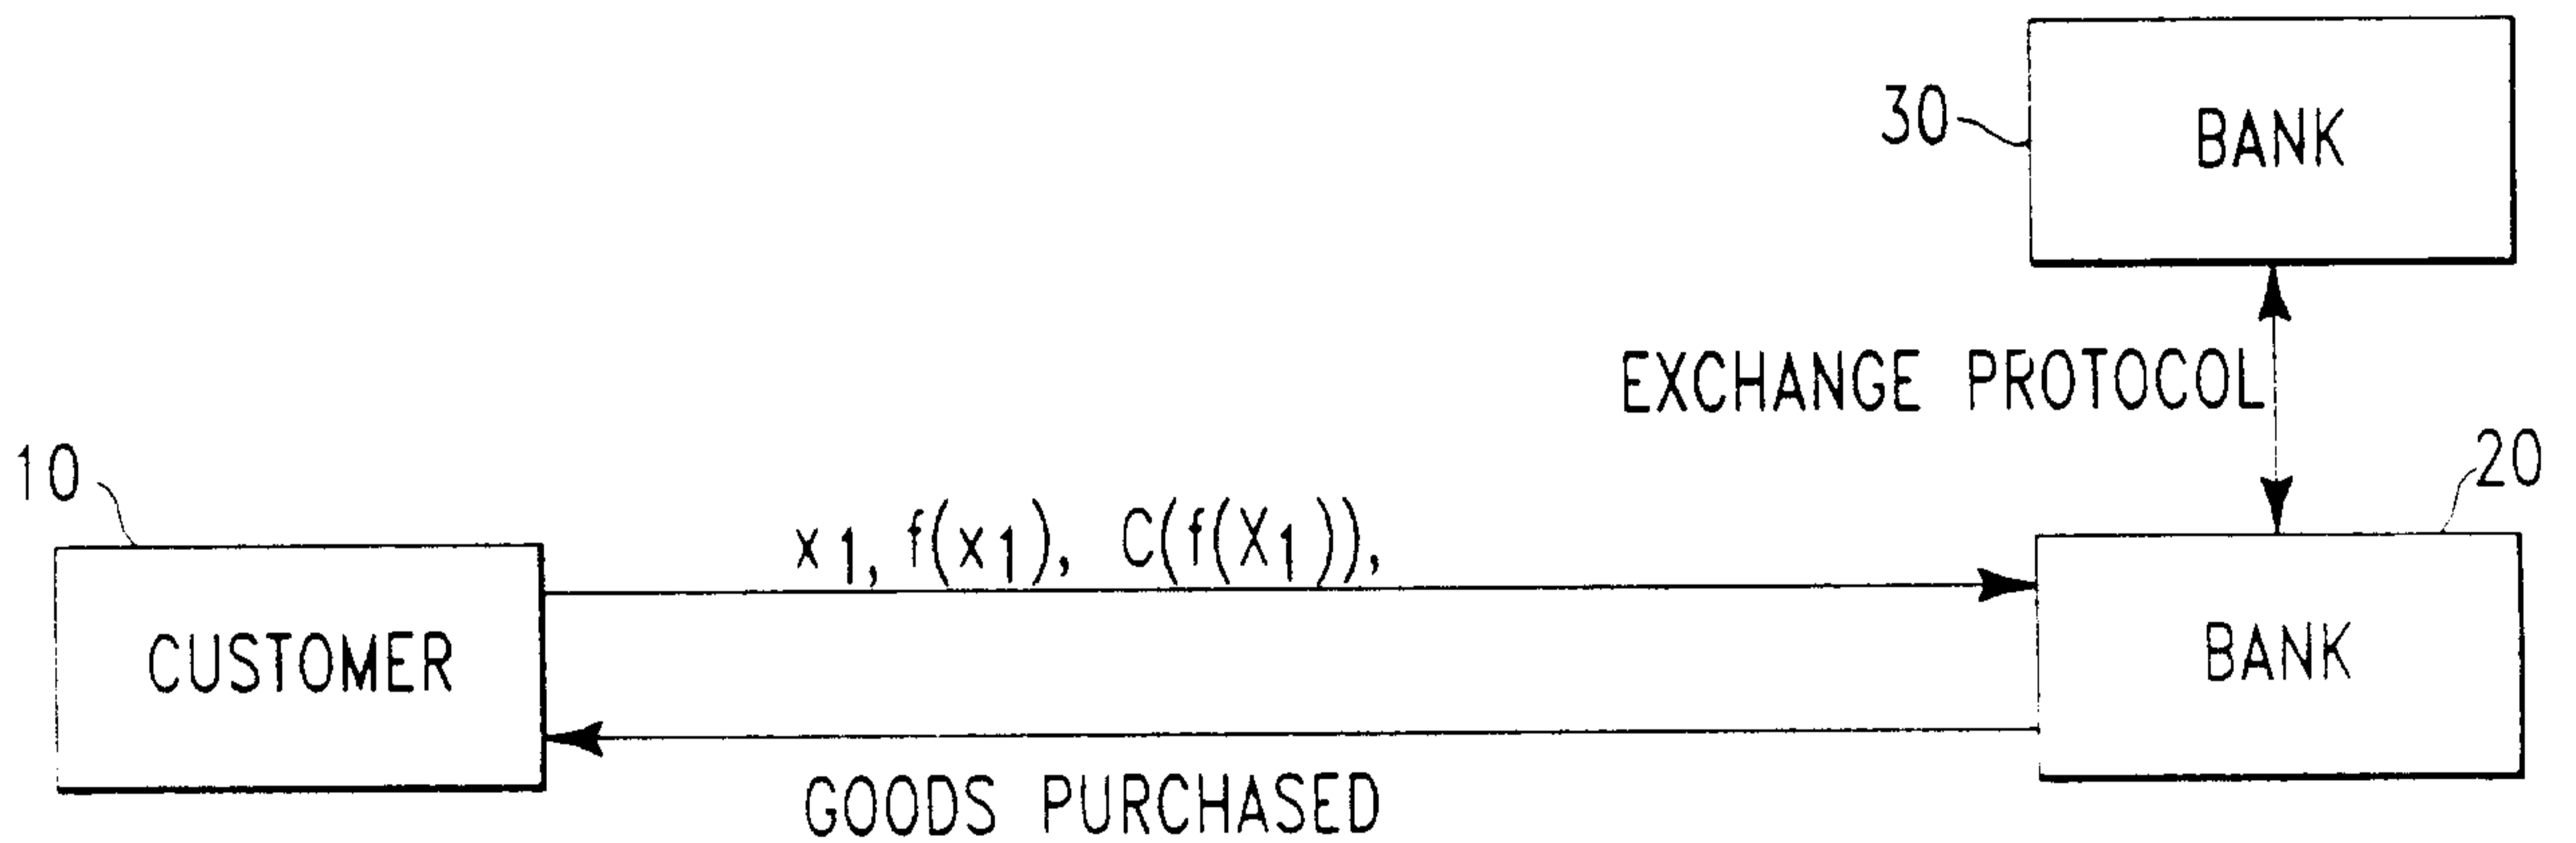 30
BANK
EXCHANGE PROTOCOL
10
20
x1, f(x1), C(f(X1)),
CUSTOMER
BANK
GOODS PURCHASED